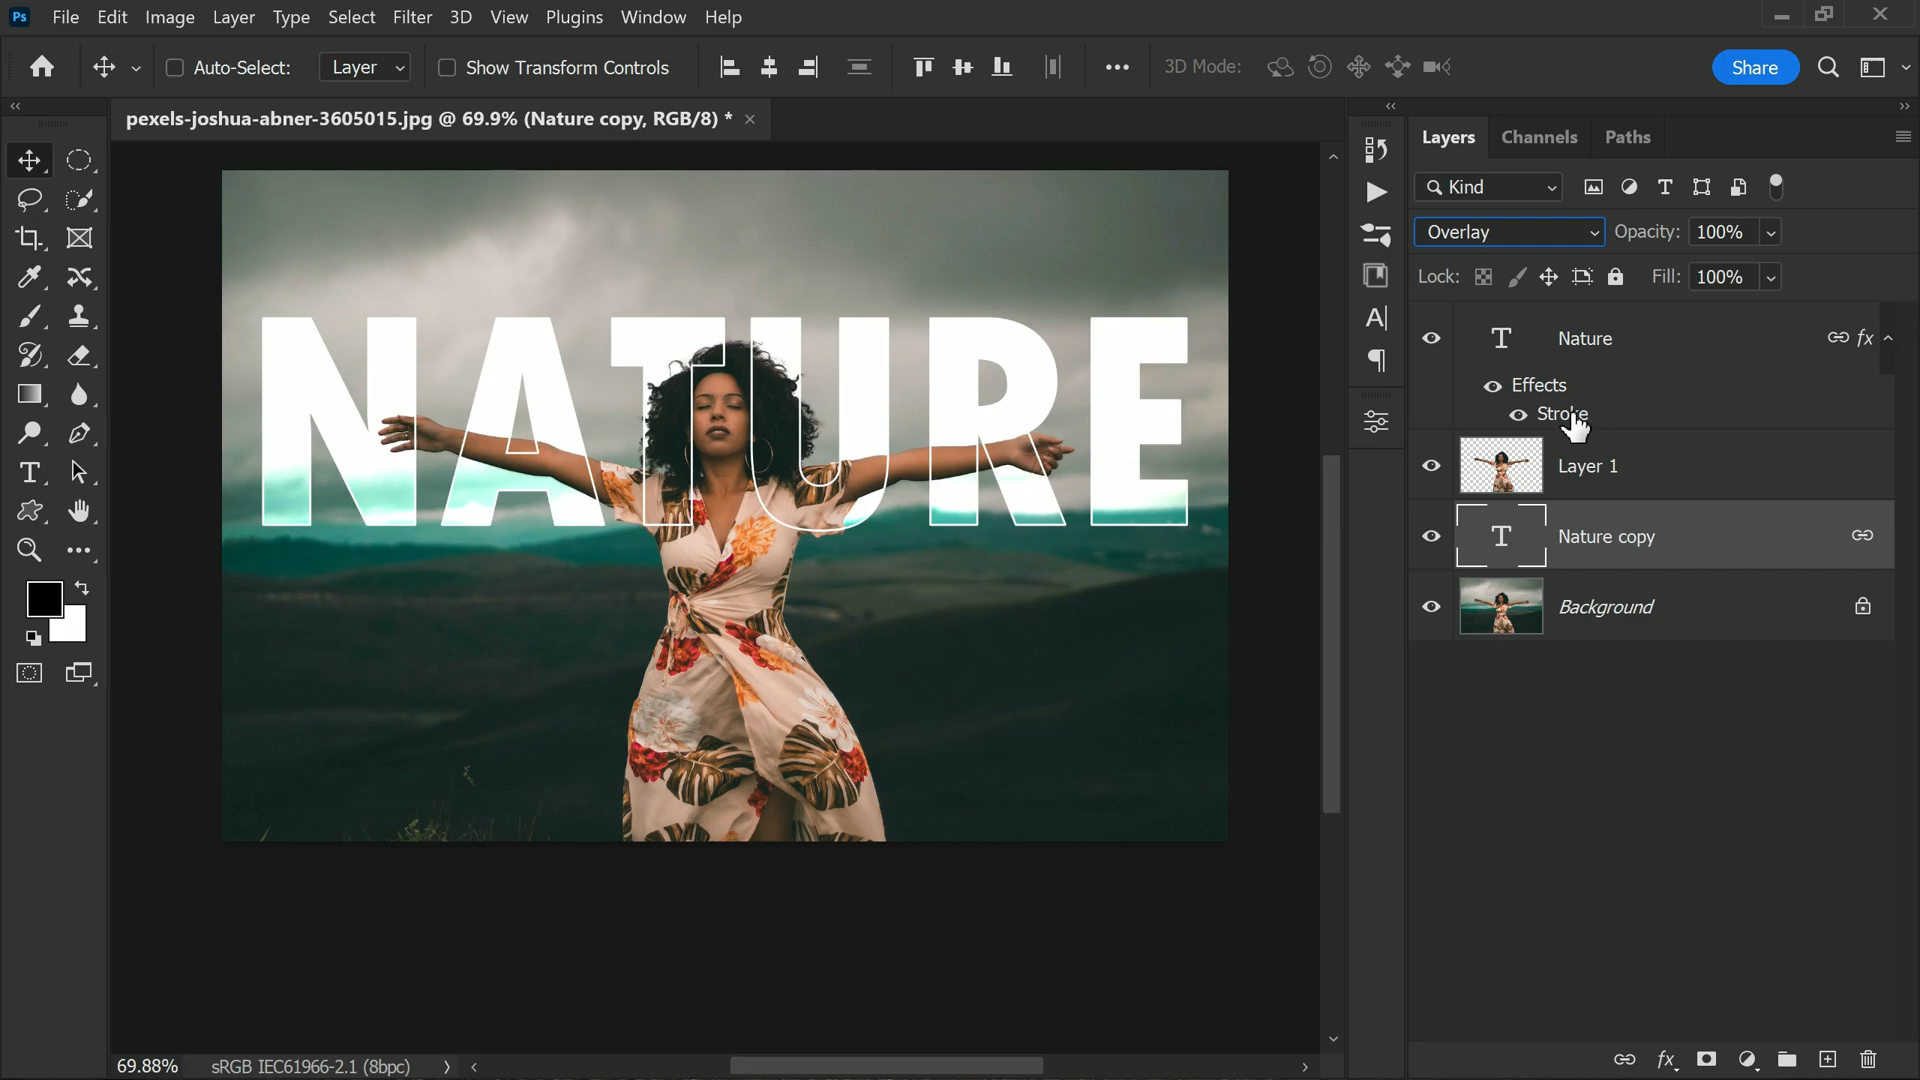 Ps File Edit Image Layer Type Select Filter 3D View Plugins Window Help
Auto-Select: Layer Show Transform Controls 3D Mode: Share
pexels-joshua-abner-3605015.jpg @ 69.9% (Nature copy, RGB/8) *
Layers Channels Paths
Kind
Overlay Opacity: 100%
Lock: Fill: 100%
NATURE
Nature
fx
Effects
Stroke
Layer 1
Nature copy
Background
69.88% sRGB IEC61966-2.1 (8bpc)
fx